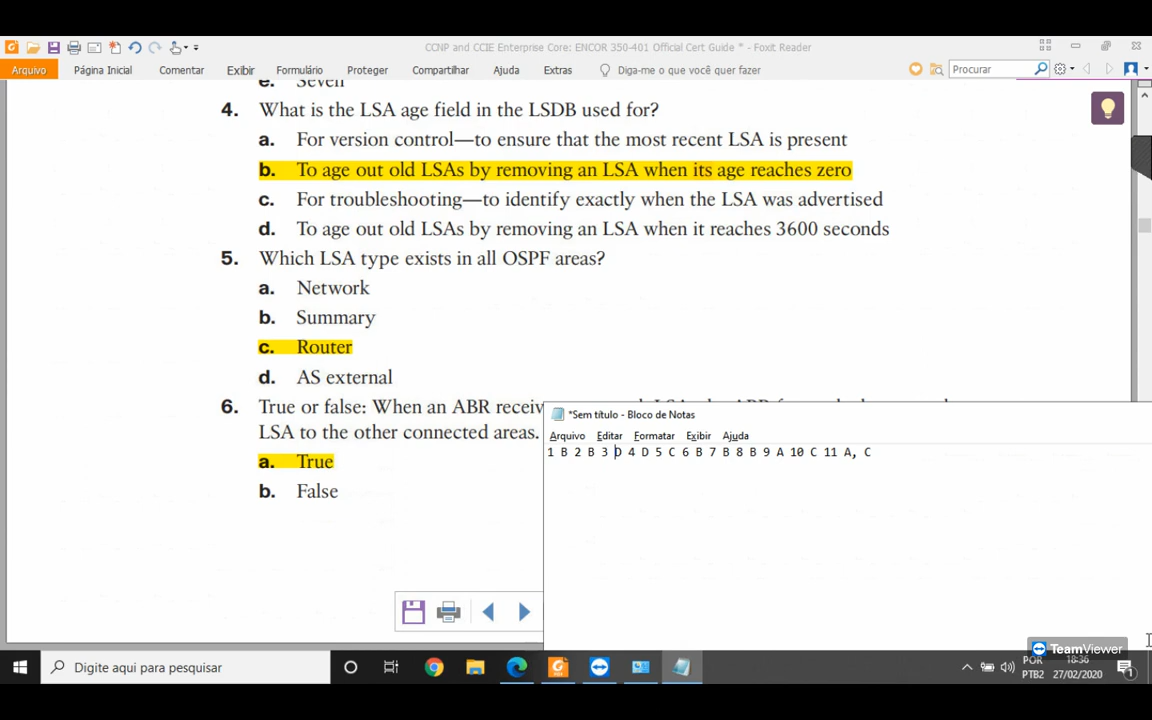 CCNP and CCIE Enterprise Core: ENCOR 350-401 Official Cert Guide * - Foxit Reader
Arquivo Página Inicial Comentar Exibir Formulário Proteger Compartilhar Ajuda Extras Diga-me o que você quer fazer Procurar
e. Seven
4. What is the LSA age field in the LSDB used for?
a. For version control—to ensure that the most recent LSA is present
b. To age out old LSAs by removing an LSA when its age reaches zero
c. For troubleshooting—to identify exactly when the LSA was advertised
d. To age out old LSAs by removing an LSA when it reaches 3600 seconds
5. Which LSA type exists in all OSPF areas?
a. Network
b. Summary
c. Router
d. AS external
6. True or false: When an ABR
LSA to the other connected areas.
a. True
b. False
*Sem título - Bloco de Notas
Arquivo Editar Formatar Exibir Ajuda
1 B 2 B 3 D 4 D 5 C 6 B 7 B 8 B 9 A 10 C 11 A, C
TeamViewer
Digite aqui para pesquisar
POR
PTB2
18:36
27/02/2020
1